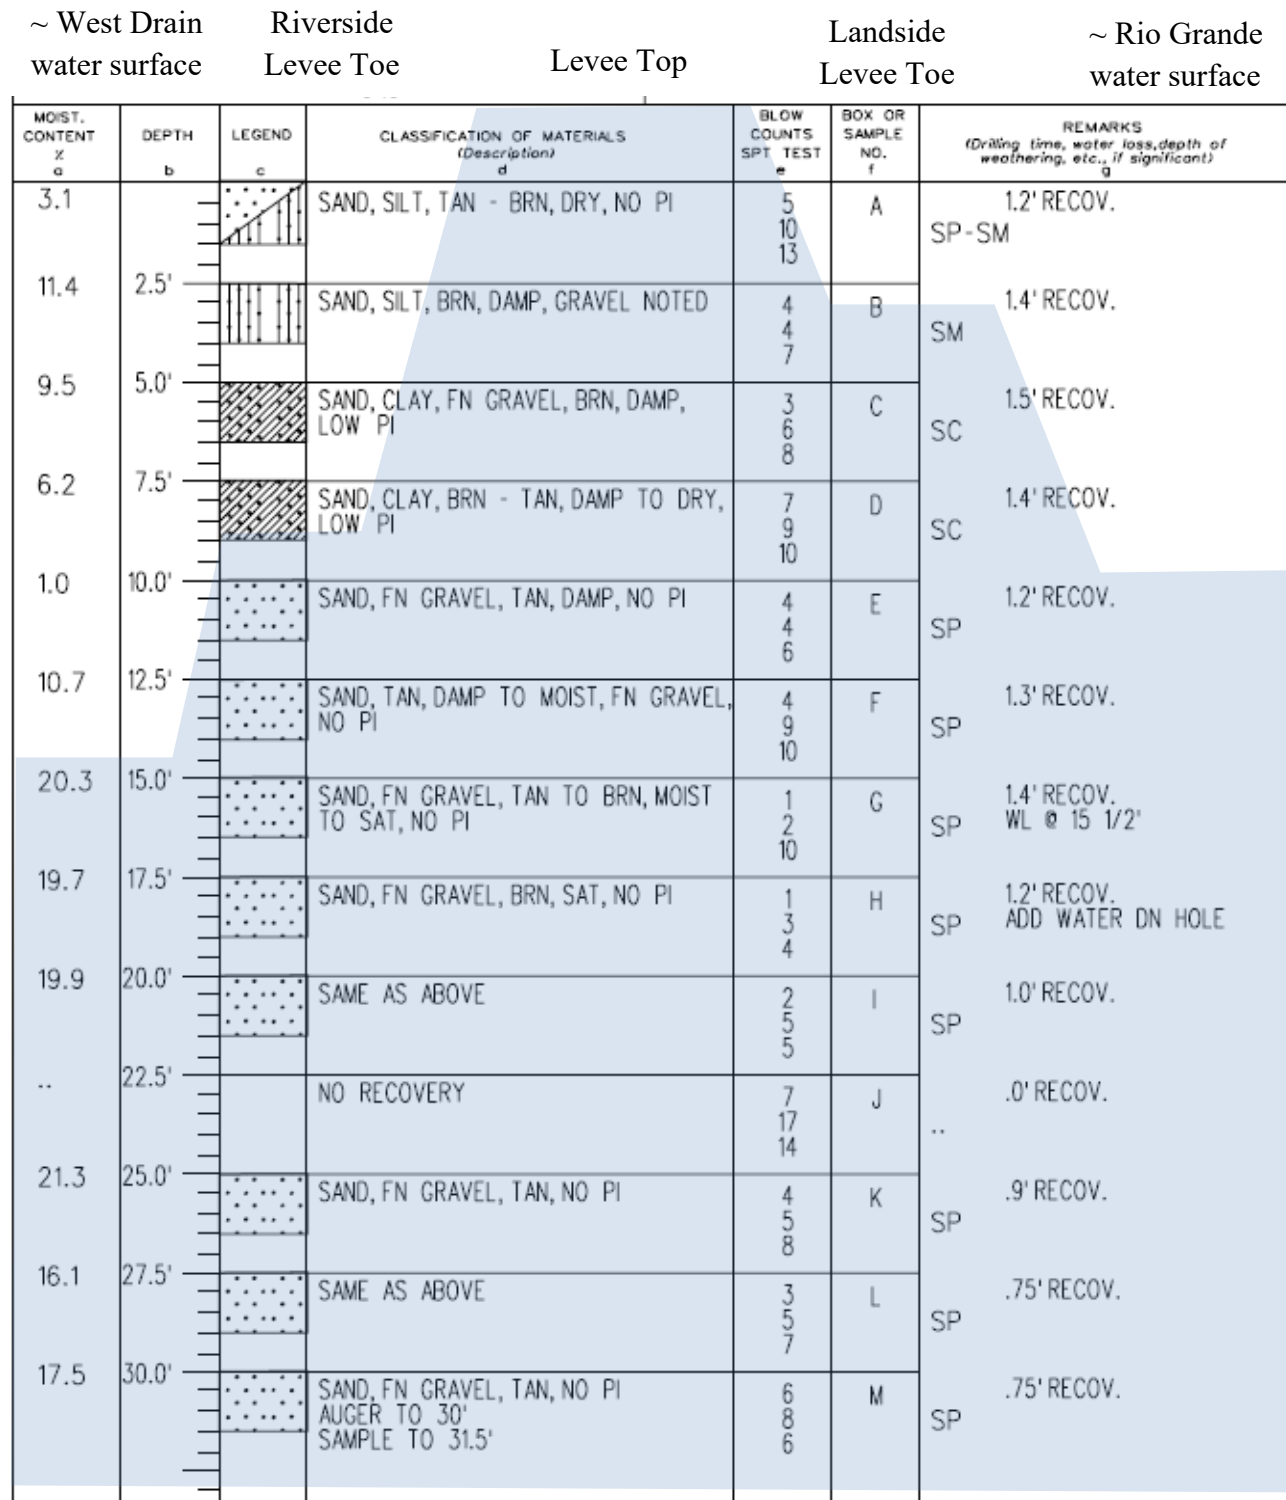 ~ West Drain
water surface
Riverside
Levee Toe
Levee Top
Landside
Levee Toe
~ Rio Grande
water surface
MOIST.
CONTENT
%
a
DEPTH
b
LEGEND
c
CLASSIFICATION OF MATERIALS
(Description)
d
BLOW
COUNTS
SPT TEST
e
BOX OR
SAMPLE
NO.
f
REMARKS
(Drilling time, water loss, depth of
weathering, etc., if significant)
g
3.1
SAND, SILT, TAN - BRN, DRY, NO PI
5
10
13
A
SP-SM
1.2' RECOV.
11.4
2.5'
SAND, SILT, BRN, DAMP, GRAVEL NOTED
4
4
7
B
SM
1.4' RECOV.
9.5
5.0'
SAND, CLAY, FN GRAVEL, BRN, DAMP,
LOW PI
3
6
8
C
SC
1.5' RECOV.
6.2
7.5'
SAND, CLAY, BRN - TAN, DAMP TO DRY,
LOW PI
7
9
10
D
SC
1.4' RECOV.
1.0
10.0'
SAND, FN GRAVEL, TAN, DAMP, NO PI
4
4
6
E
SP
1.2' RECOV.
10.7
12.5'
SAND, TAN, DAMP TO MOIST, FN GRAVEL,
NO PI
4
9
10
F
SP
1.3' RECOV.
20.3
15.0'
SAND, FN GRAVEL, TAN TO BRN, MOIST
TO SAT, NO PI
1
2
10
G
SP
1.4' RECOV.
WL @ 15 1/2'
19.7
17.5'
SAND, FN GRAVEL, BRN, SAT, NO PI
1
3
4
H
SP
1.2' RECOV.
ADD WATER DN HOLE
19.9
20.0'
SAME AS ABOVE
2
5
5
I
SP
1.0' RECOV.
..
22.5'
NO RECOVERY
7
17
14
J
..
.0' RECOV.
21.3
25.0'
SAND, FN GRAVEL, TAN, NO PI
4
5
8
K
SP
.9' RECOV.
16.1
27.5'
SAME AS ABOVE
3
5
7
L
SP
.75' RECOV.
17.5
30.0'
SAND, FN GRAVEL, TAN, NO PI
AUGER TO 30'
SAMPLE TO 31.5'
6
8
6
M
SP
.75' RECOV.